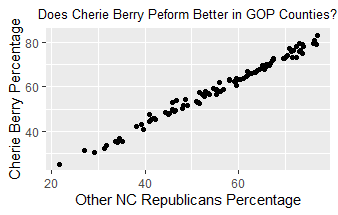 Does Cherie Berry Peform Better in GOP Counties?
Cherie Berry Percentage
80
60
40
20
40
60
Other NC Republicans Percentage